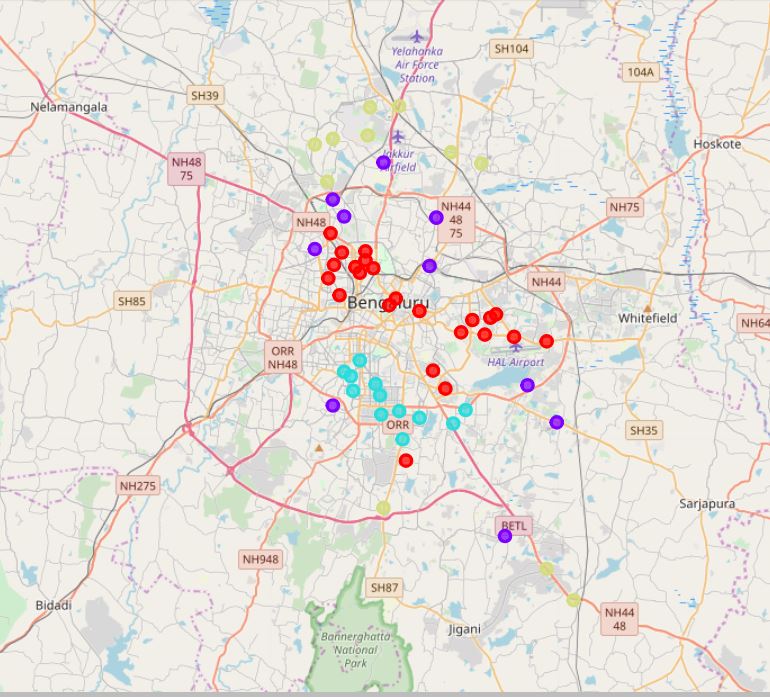 Yelahanka
Air Force
Station
SH104
104A
SH39
Nelamangala
Jakkur
Airfield
Hoskote
NH48
75
NH48
NH44
48
75
NH75
NH44
SH85
Bengaluru
Whitefield
NH64
ORR
NH48
HAL Airport
ORR
SH35
NH275
Sarjapura
BETL
NH948
SH87
Bidadi
Jigani
NH44
48
Bannerghatta
National
Park